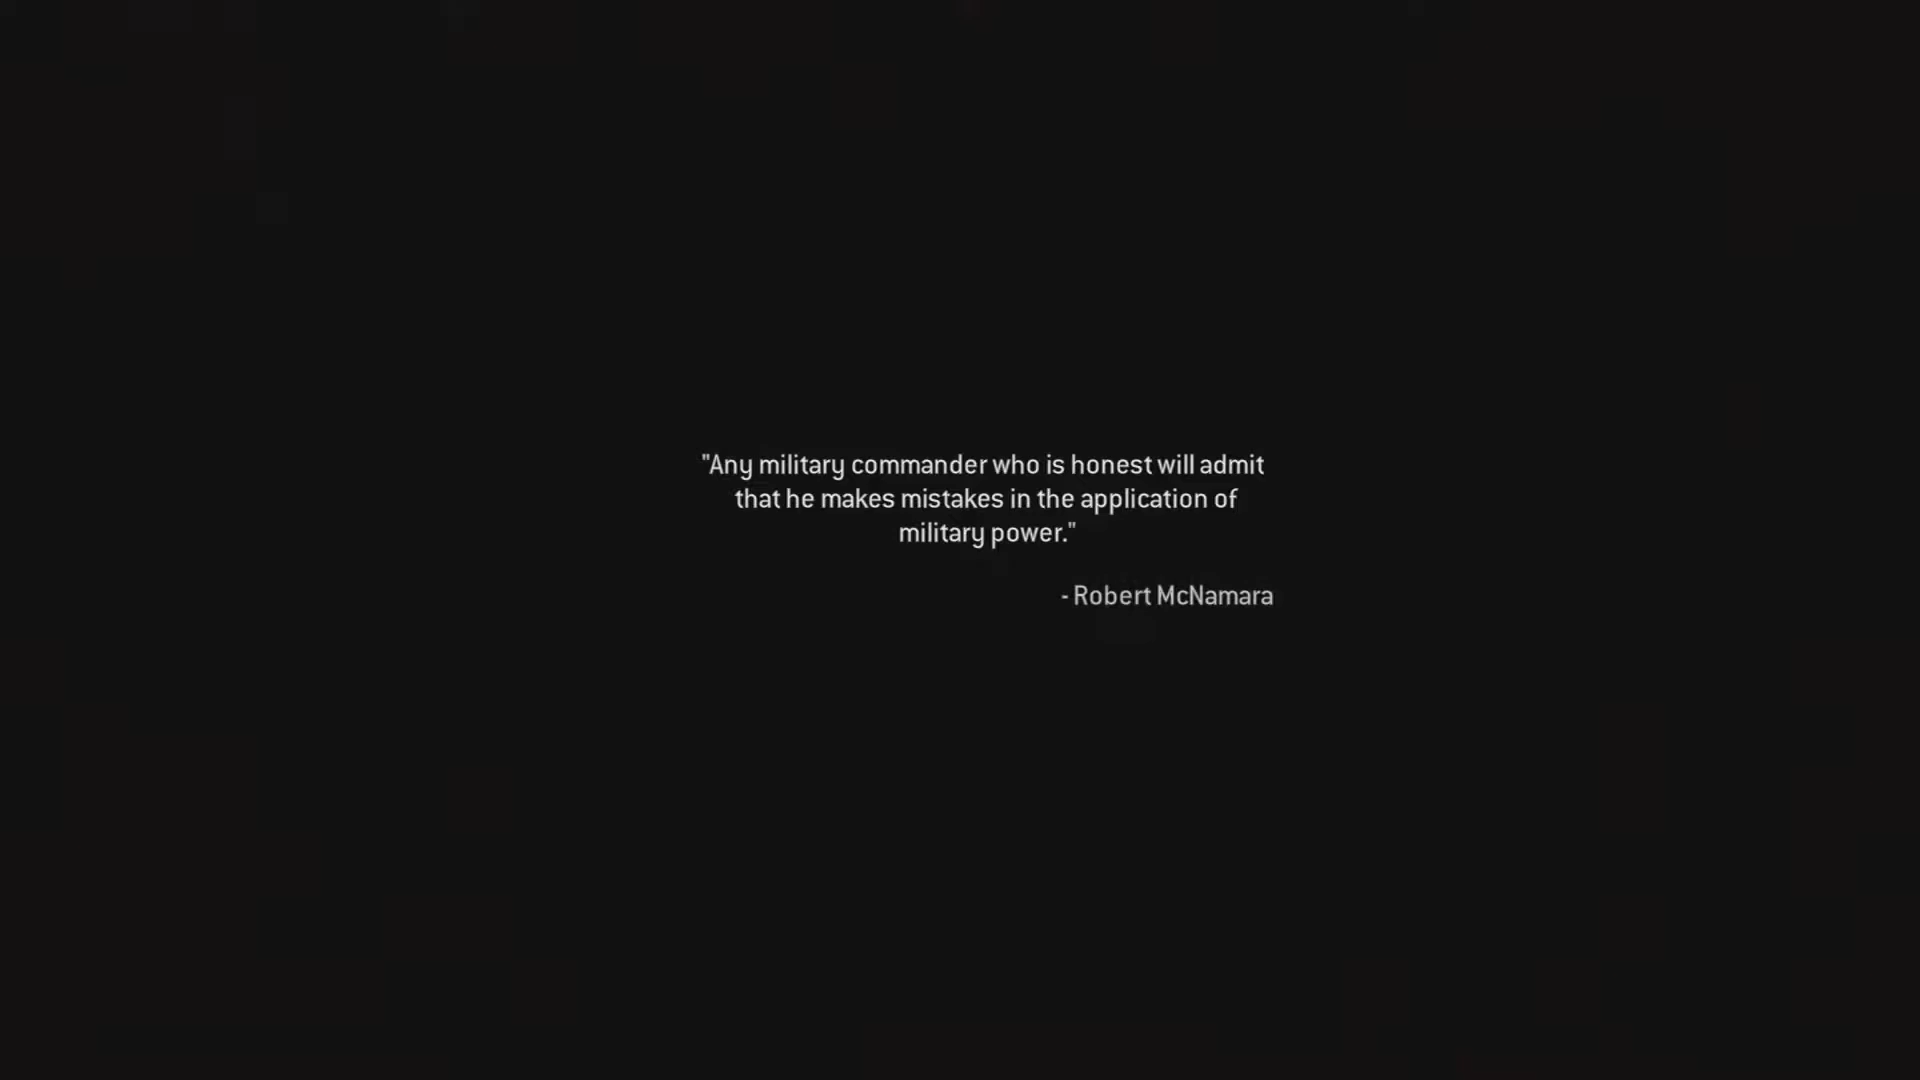 "Any military commander who is honest will admit
that he makes mistakes in the application of
military power."
- Robert McNamara